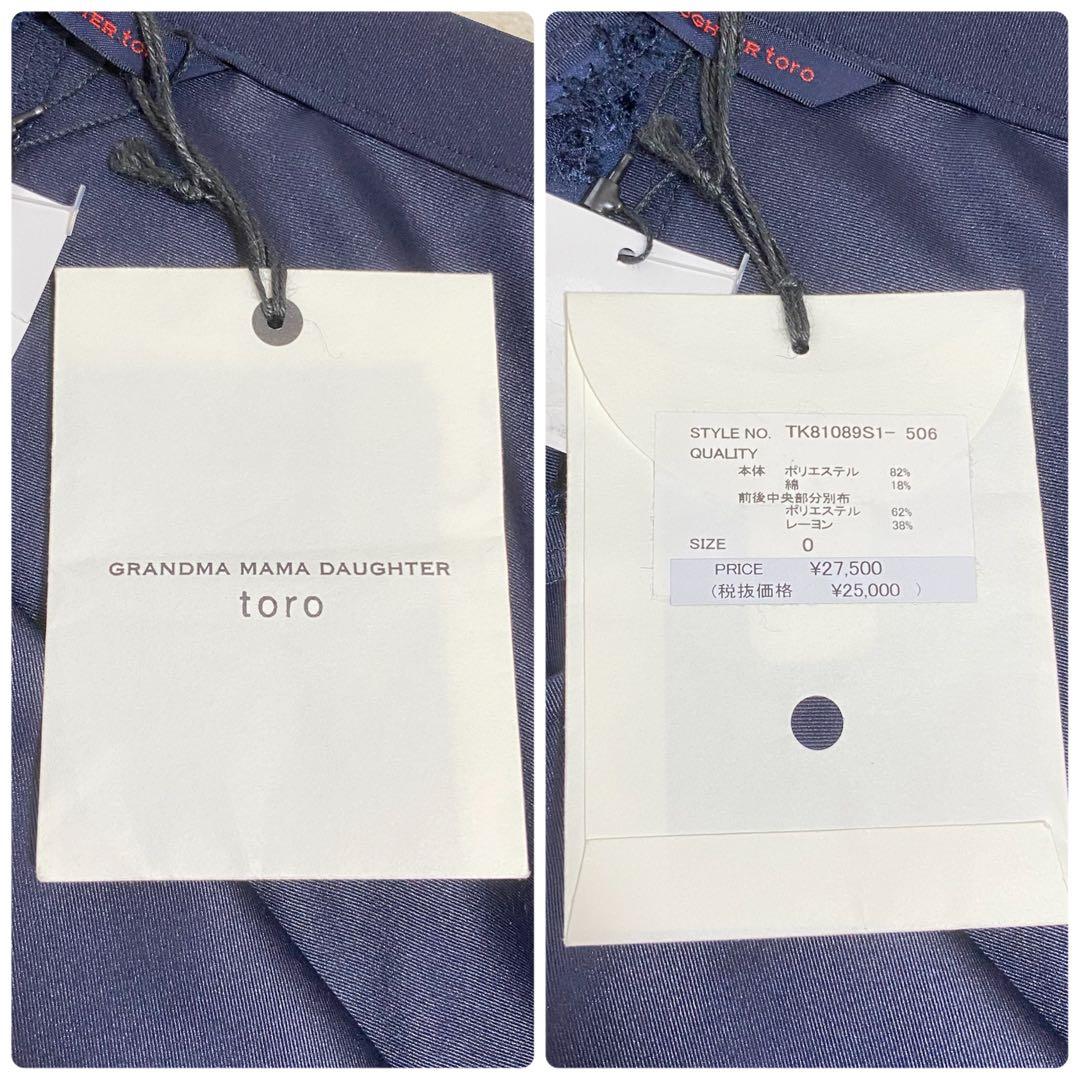 toro
GRANDMA MAMA DAUGHTER
toro
toro
STYLE NO. TK81089S1- 506
QUALITY
本体 ポリエステル 82%
綿 18%
前後中央部分別布
ポリエステル 62%
レーヨン 38%
SIZE 0
PRICE ¥27,500
(税抜価格 ¥25,000 )